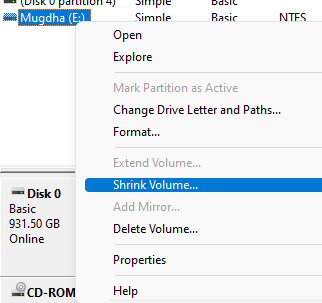 (Disk 0 partition 4) Simple Basic
Mugdha (E:) Simple Basic NTFS
Open
Explore
Mark Partition as Active
Change Drive Letter and Paths...
Format...
Extend Volume...
Shrink Volume...
Add Mirror...
Delete Volume...
Properties
Help
Disk 0
Basic
931.50 GB
Online
CD-ROM